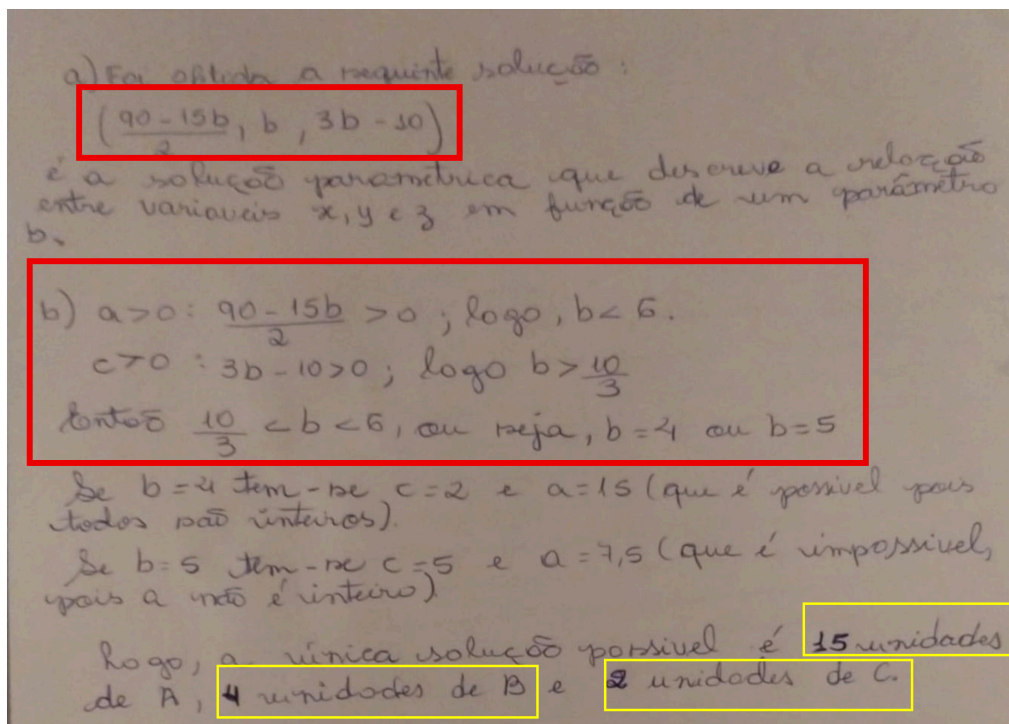 a) Foi obtida a seguinte solução:
(90-15b/2, b, 3b-10)
é a solução paramétrica que descreve a relação
entre variaveis x, y e z em função de um parâmetro
b.
b) a>0: 90-15b/2 >0; logo, b<6.
c>0: 3b-10>0; logo b>10/3
Então 10/3 <b<6, ou seja, b=4 ou b=5
Se b=4 tem-se c=2 e a=15 (que é possivel pois
todos são inteiros).
Se b=5 tem-se c=5 e a=7,5 (que é impossivel,
pois a não é inteiro)
Logo, a única solução possivel é 15 unidades
de A, 4 unidades de B e 2 unidades de C.